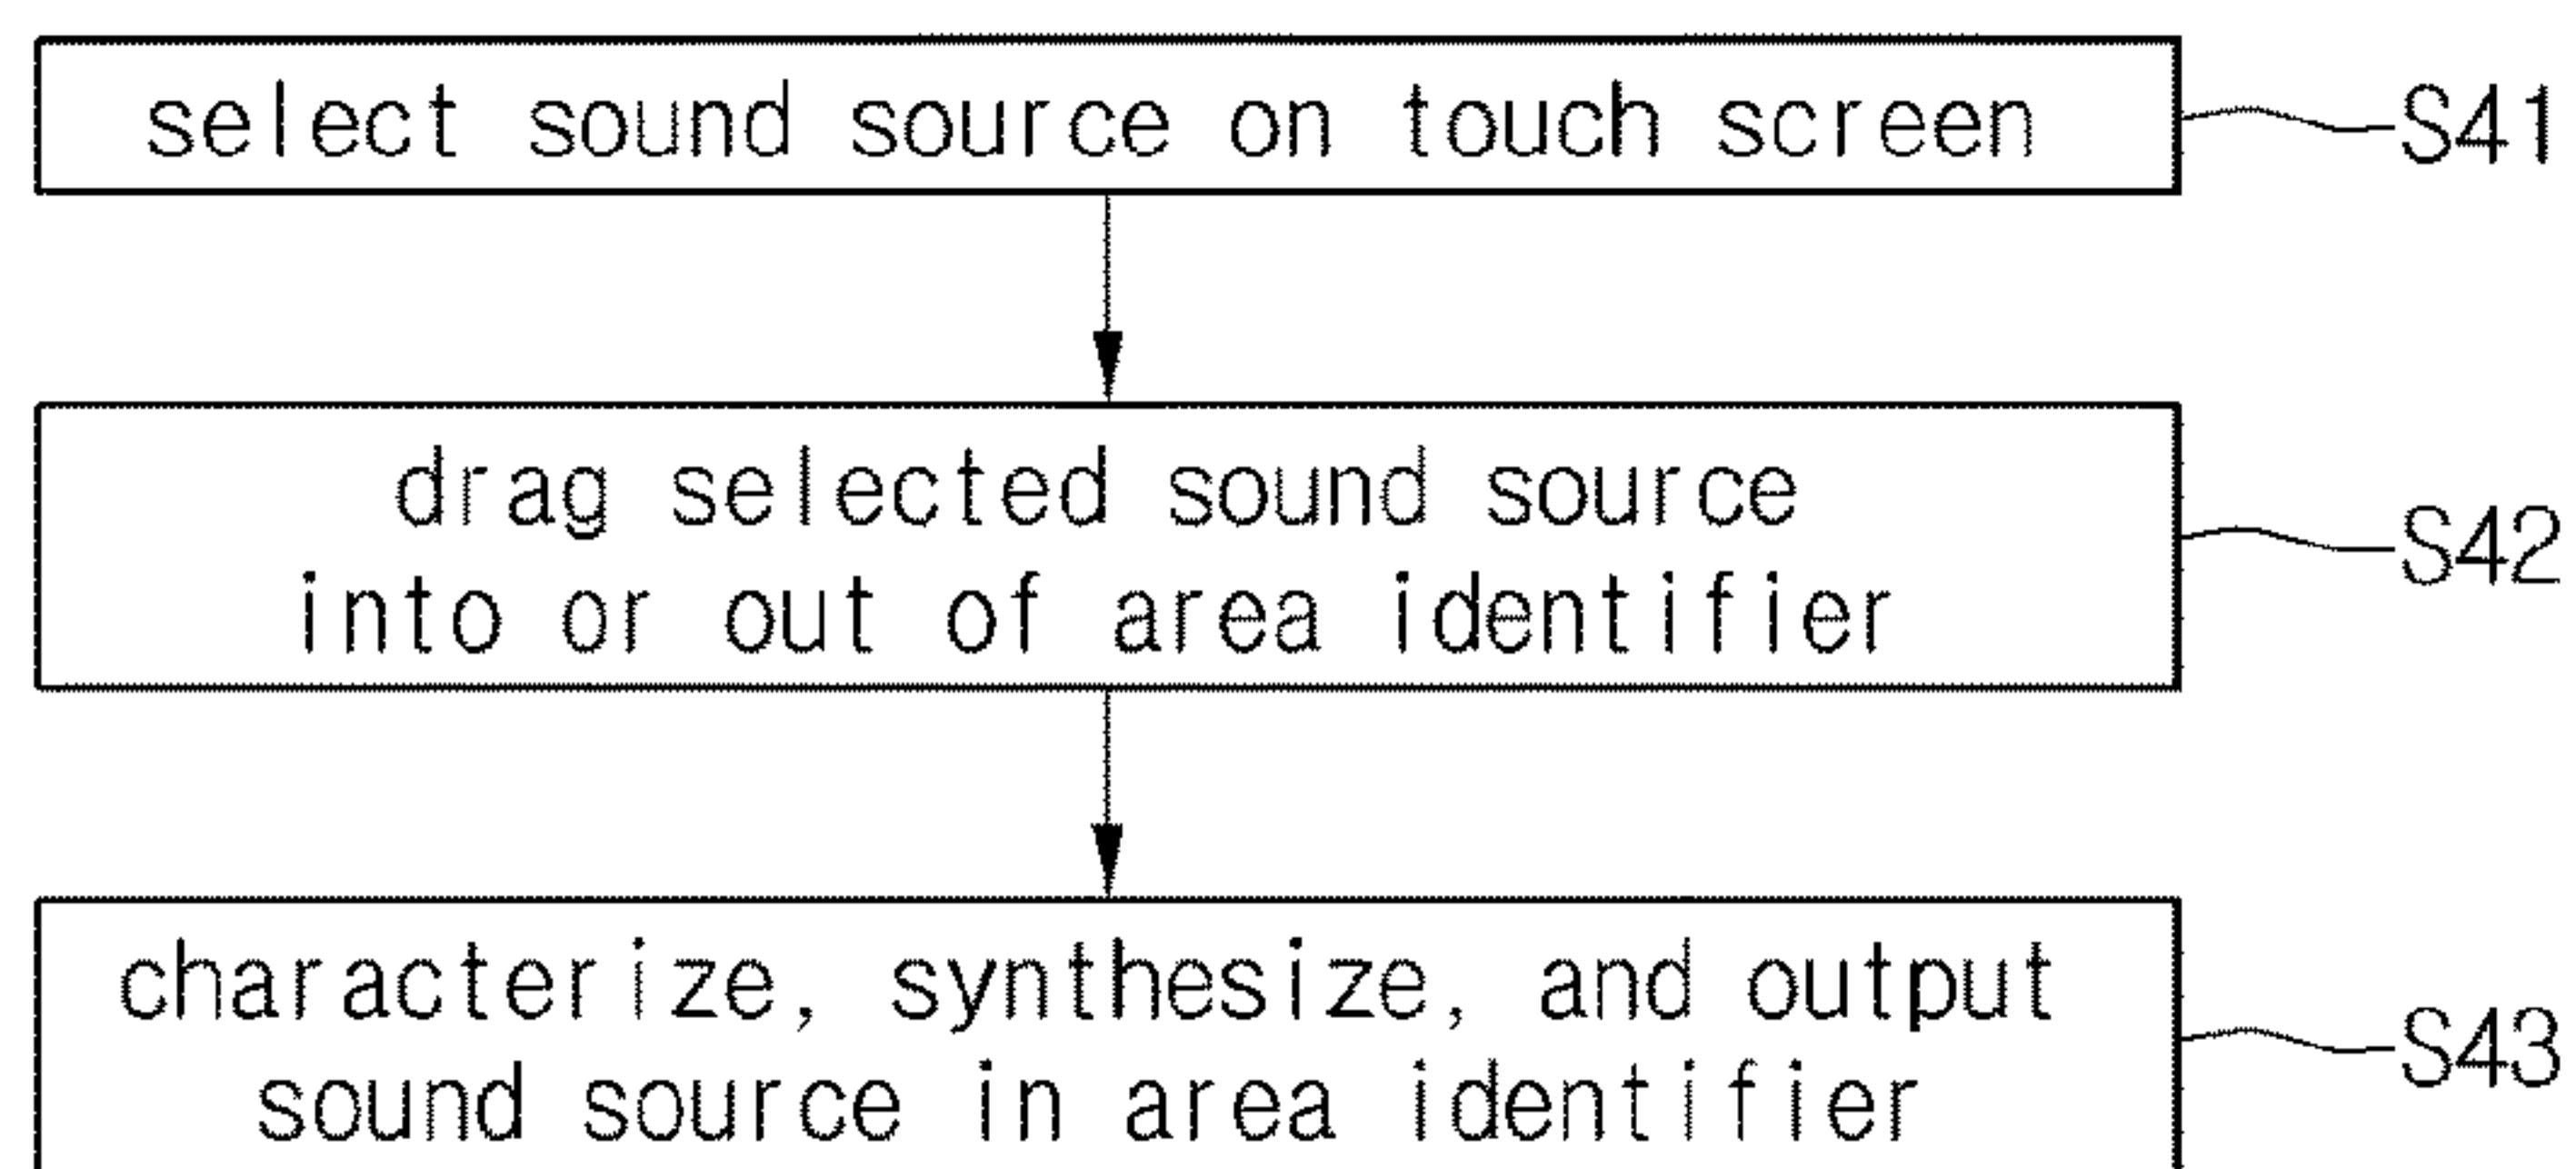 select sound source on touch screen
S41
drag selected sound source
into or out of area identifier
S42
characterize, synthesize, and output
sound source in area identifier
S43